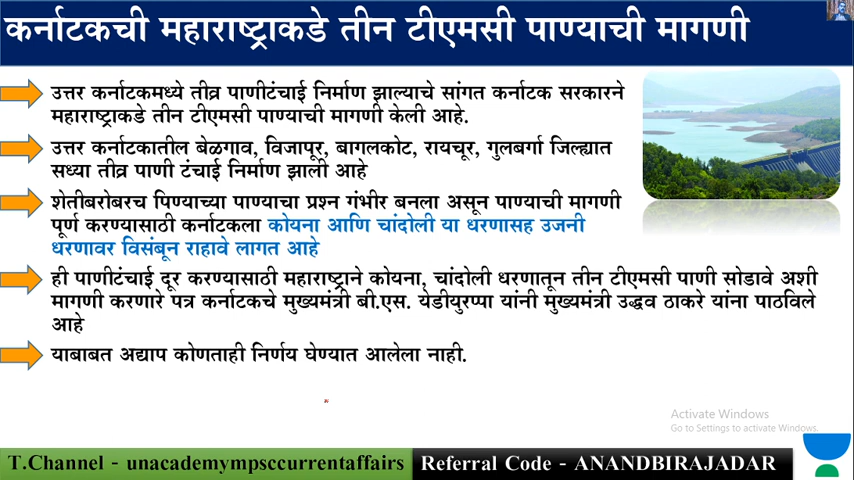 कर्नाटकची महाराष्ट्राकडे तीन टीएमसी पाण्याची मागणी
उत्तर कर्नाटकमध्ये तीव्र पाणीटंचाई निर्माण झाल्याचे सांगत कर्नाटक सरकारने
महाराष्ट्राकडे तीन टीएमसी पाण्याची मागणी केली आहे.
उत्तर कर्नाटकातील बेळगाव, विजापूर, बागलकोट, रायचूर, गुलबर्गा जिल्ह्यात
सध्या तीव्र पाणी टंचाई निर्माण झाली आहे
शेतीबरोबरच पिण्याच्या पाण्याचा प्रश्न गंभीर बनला असून पाण्याची मागणी
पूर्ण करण्यासाठी कर्नाटकला कोयना आणि चांदोली या धरणासह उजनी
धरणावर विसंबून राहावे लागत आहे
ही पाणीटंचाई दूर करण्यासाठी महाराष्ट्राने कोयना, चांदोली धरणातून तीन टीएमसी पाणी सोडावे अशी
मागणी करणारे पत्र कर्नाटकचे मुख्यमंत्री बी.एस. येडीयुरप्पा यांनी मुख्यमंत्री उद्धव ठाकरे यांना पाठविले
आहे
याबाबत अद्याप कोणताही निर्णय घेण्यात आलेला नाही.
Activate Windows
Go to Settings to activate Windows.
T.Channel - unacademympsccurrentaffairs
Referral Code - ANANDBIRAJADAR